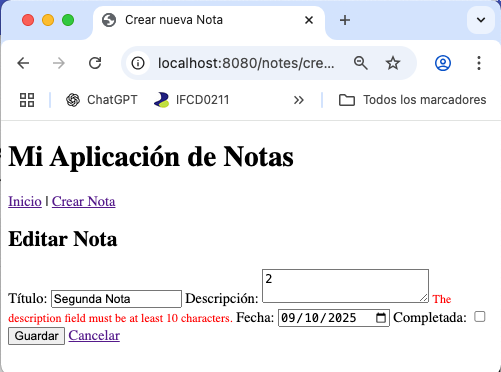 Crear nueva Nota
localhost:8080/notes/cre...
ChatGPT IFCD0211 » Todos los marcadores
Mi Aplicación de Notas
Inicio | Crear Nota
Editar Nota
2
Título: Segunda Nota Descripción: The
description field must be at least 10 characters. Fecha: 09/10/2025 Completada:
Guardar Cancelar